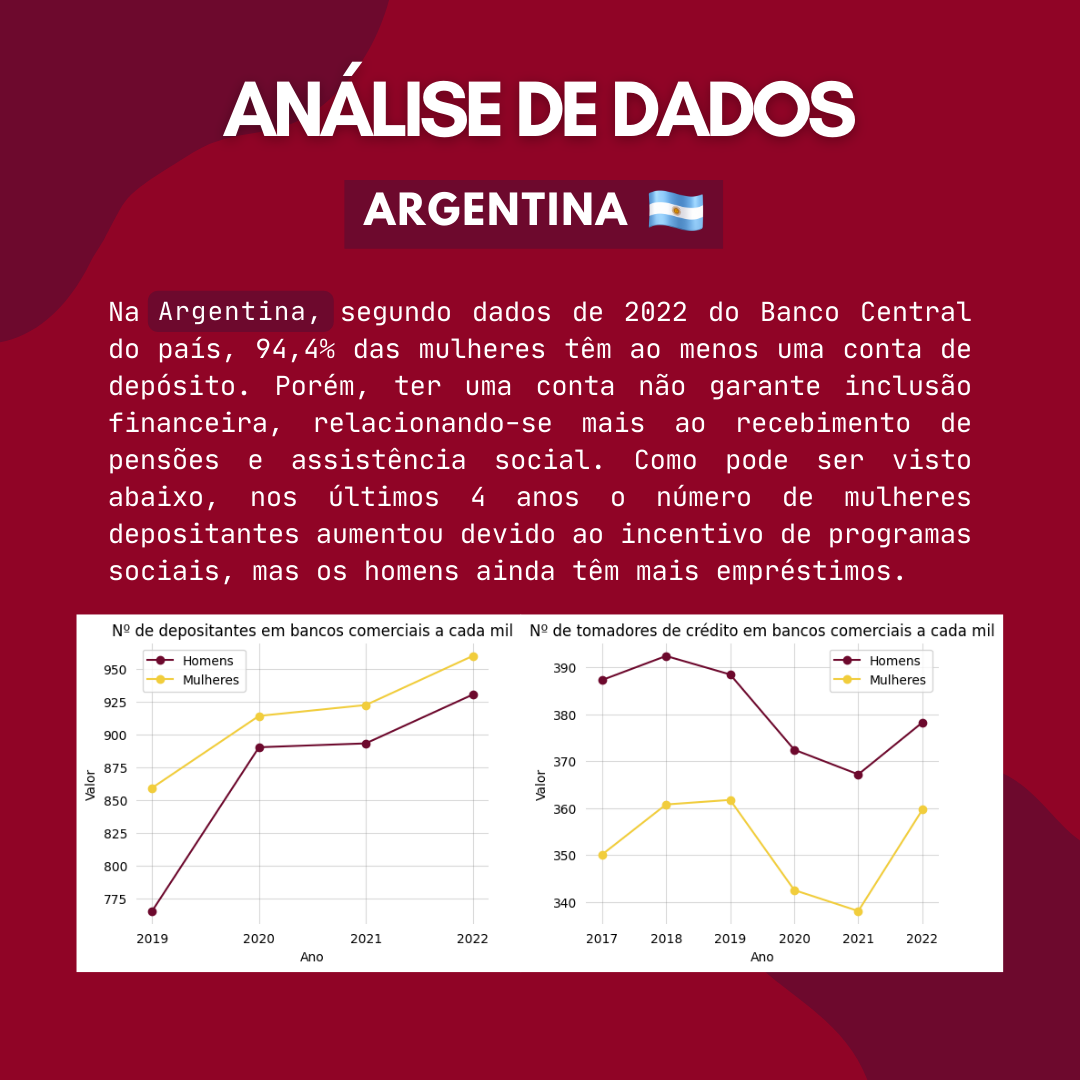 ANÁLISE DE DADOS
ARGENTINA
Na Argentina, segundo dados de 2022 do Banco Central
do país, 94,4% das mulheres têm ao menos uma conta de
depósito. Porém, ter uma conta não garante inclusão
financeira, relacionando-se mais ao recebimento de
pensões e assistência social. Como pode ser visto
abaixo, nos últimos 4 anos o número de mulheres
depositantes aumentou devido ao incentivo de programas
sociais, mas os homens ainda têm mais empréstimos.
Nº de depositantes em bancos comerciais a cada mil
Homens
Mulheres
950
925
900
875
850
825
800
775
Valor
2019 2020 2021 2022
Ano
Nº de tomadores de crédito em bancos comerciais a cada mil
Homens
Mulheres
390
380
370
360
350
340
Valor
2017 2018 2019 2020 2021 2022
Ano